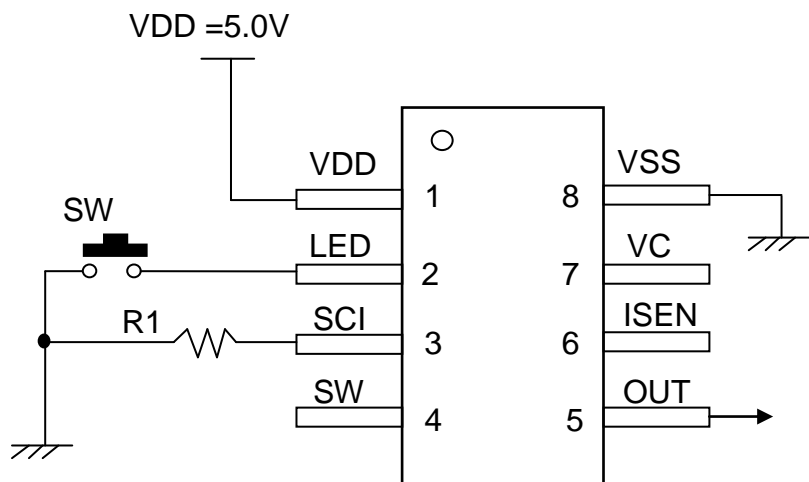 VDD =5.0V
VDD
1
8
VSS
SW
LED
2
7
VC
R1
SCI
3
6
ISEN
SW
4
5
OUT